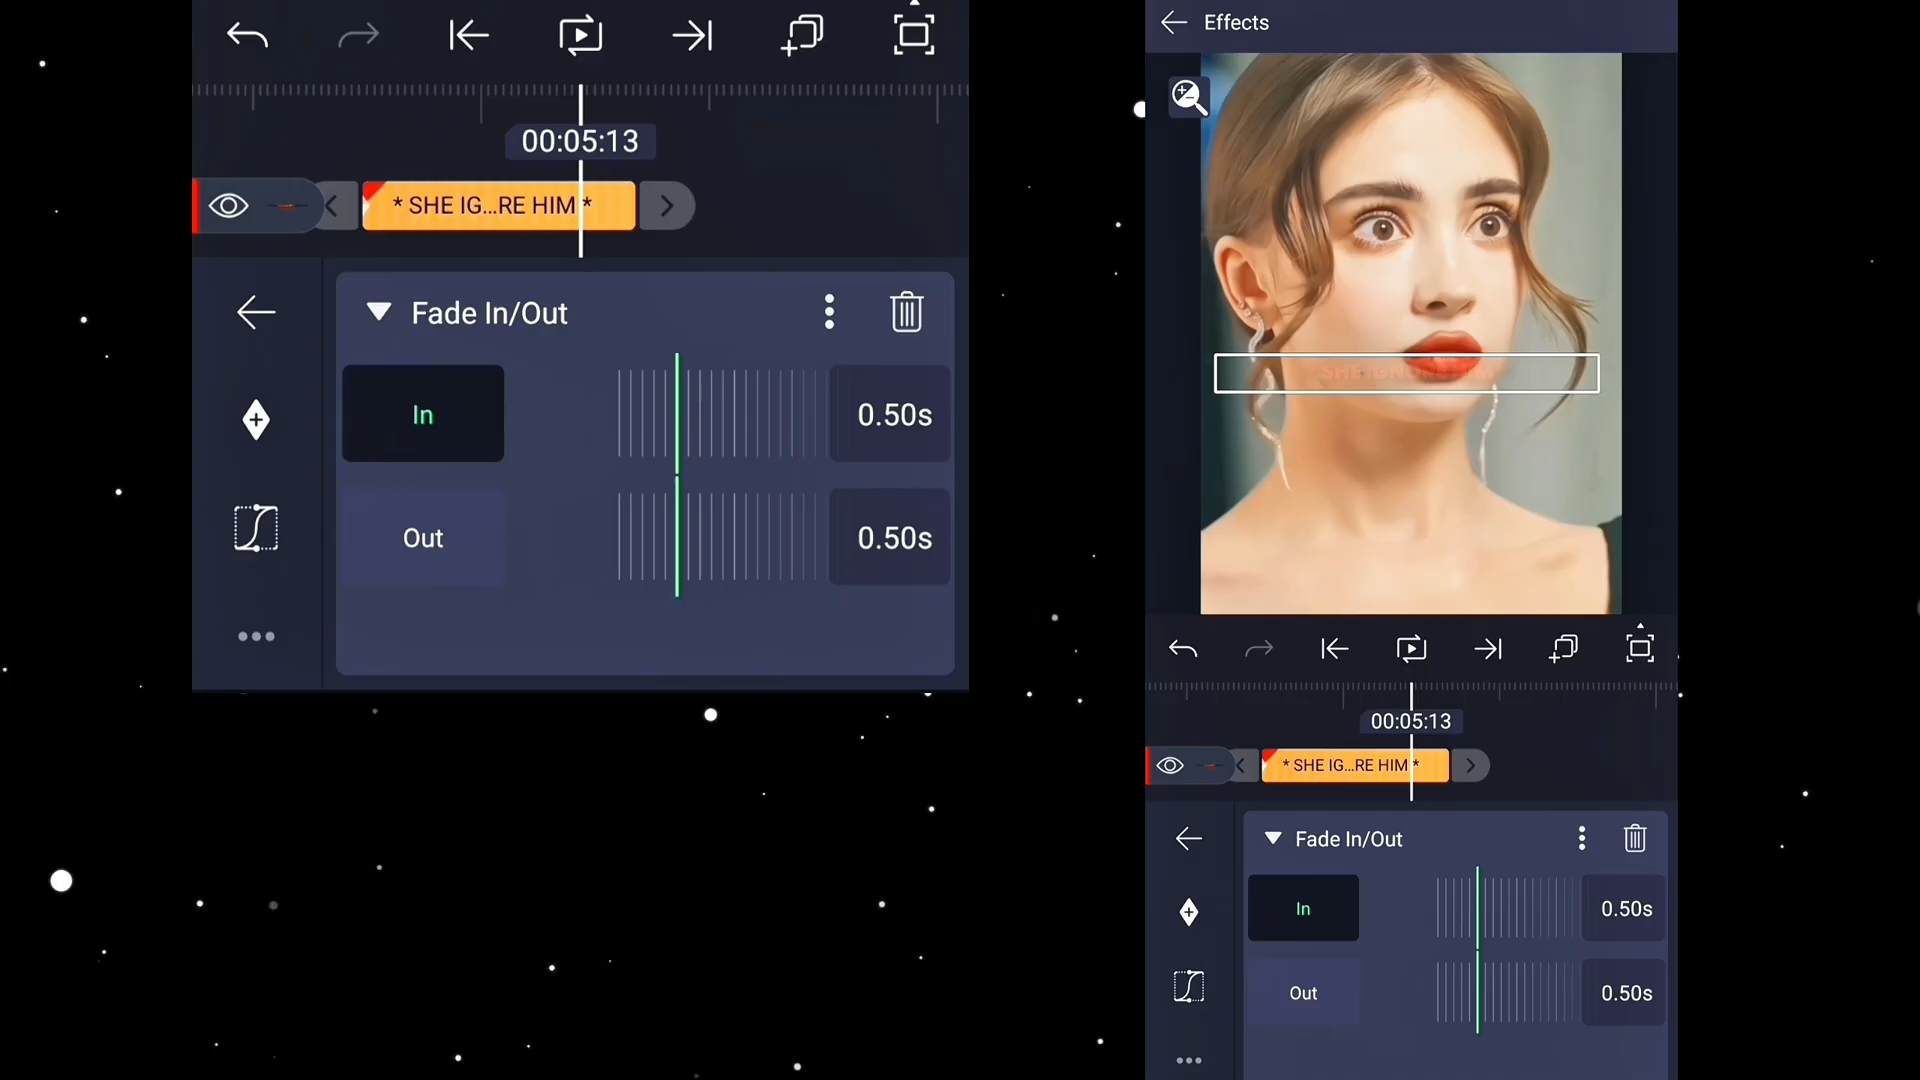 00:05:13
* SHE IG...RE HIM *
Fade In/Out
In
0.50s
Out
0.50s
Effects
00:05:13
* SHE IG...RE HIM *
Fade In/Out
In
0.50s
Out
0.50s